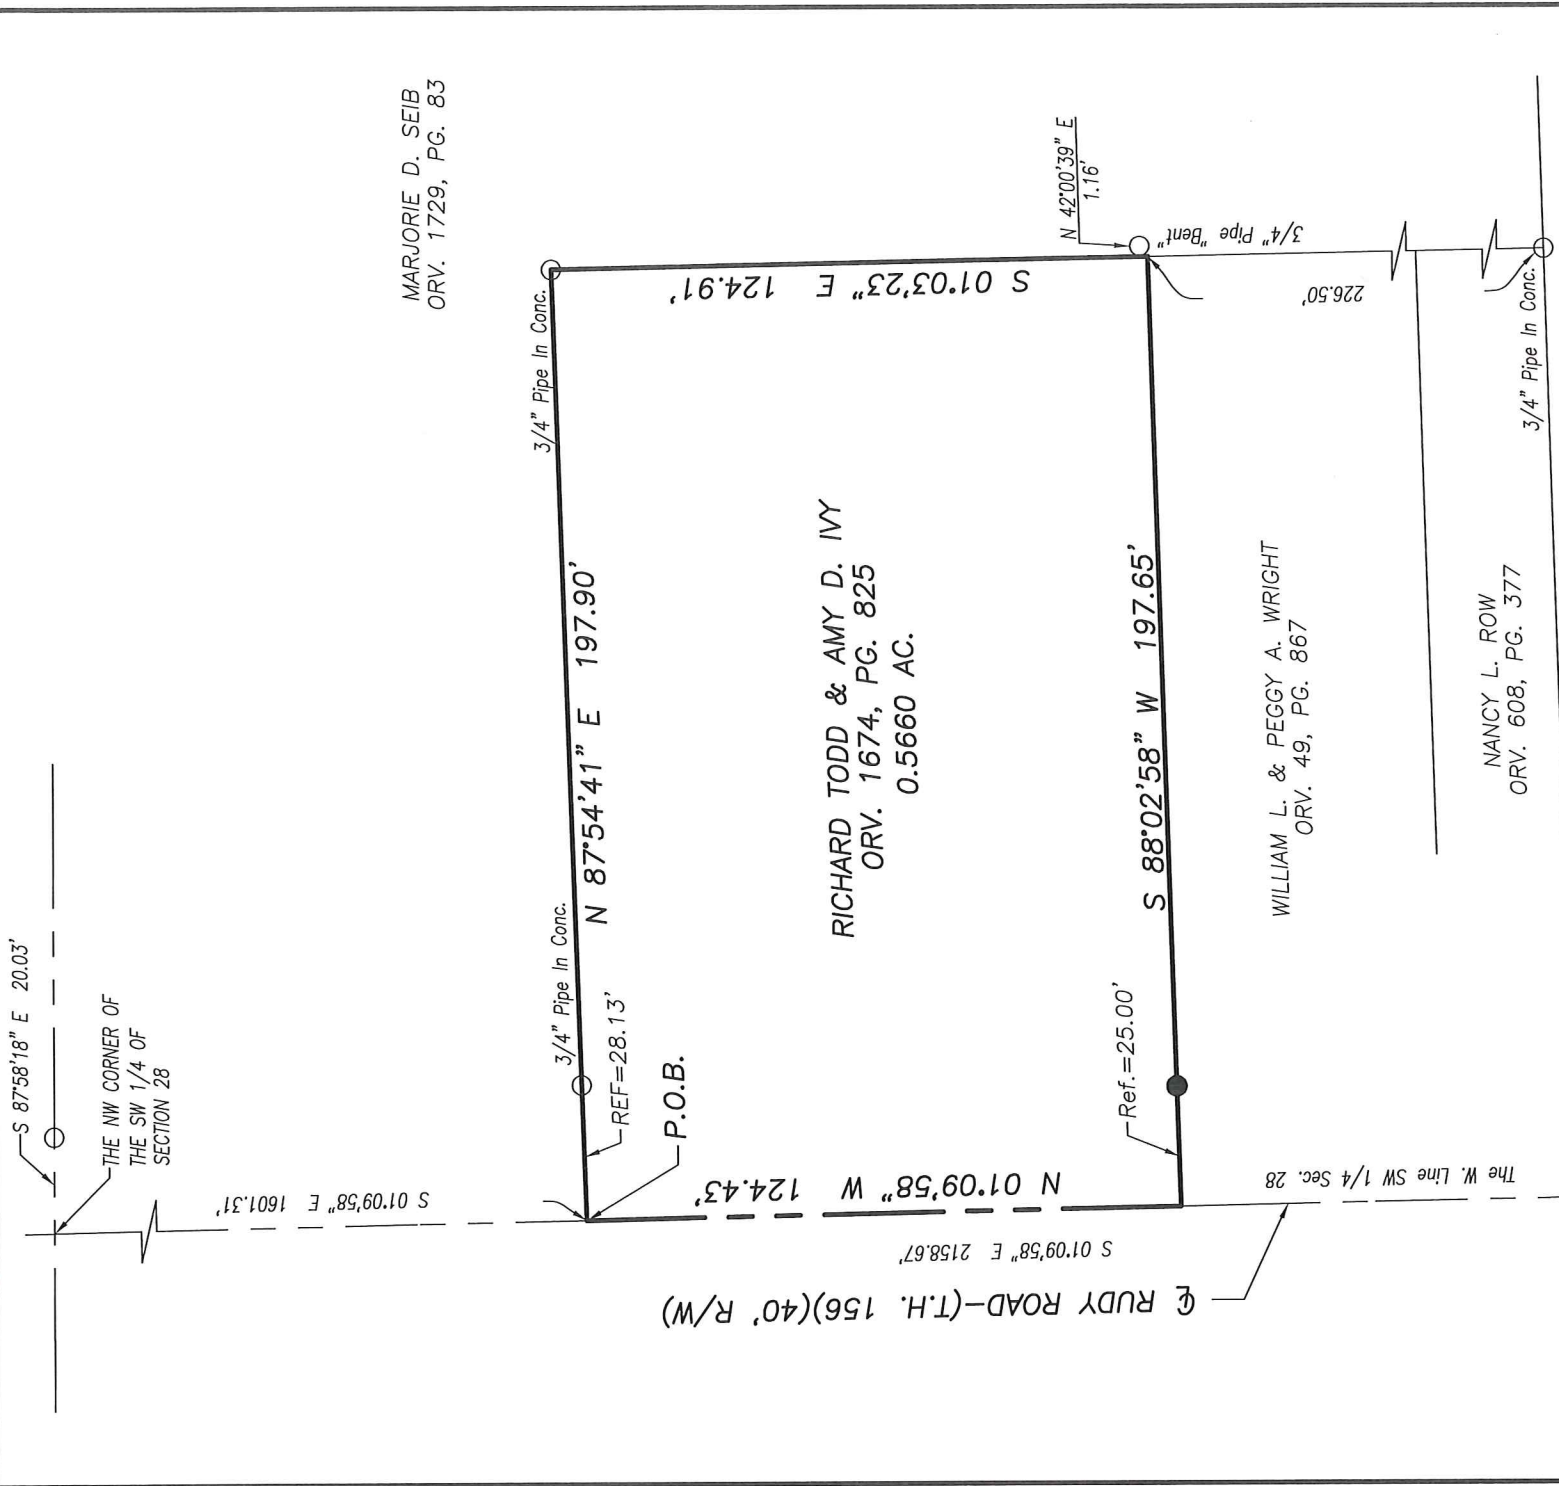 S 87°58'18" E 20.03'
THE NW CORNER OF
THE SW 1/4 OF
SECTION 28
S 01°09'58" E 1601.31'
MARJORIE D. SEIB
ORV. 1729, PG. 83
3/4" Pipe In Conc.
3/4" Pipe In Conc.
N 87°54'41" E 197.90'
REF=28.13'
P.O.B.
S 01°03'23" E 124.91'
N 42°00'39" E
1.16'
3/4" Pipe "Bent"
226.50'
RICHARD TODD & AMY D. IVY
ORV. 1674, PG. 825
0.5660 AC.
N 01°09'58" W 124.43'
S 01°09'58" E 2158.67'
℄ RUDY ROAD-(T.H. 156)(40' R/W)
Ref.=25.00'
S 88°02'58" W 197.65'
The W. Line SW 1/4 Sec. 28
WILLIAM L. & PEGGY A. WRIGHT
ORV. 49, PG. 867
NANCY L. ROW
ORV. 608, PG. 377
3/4" Pipe In Conc.